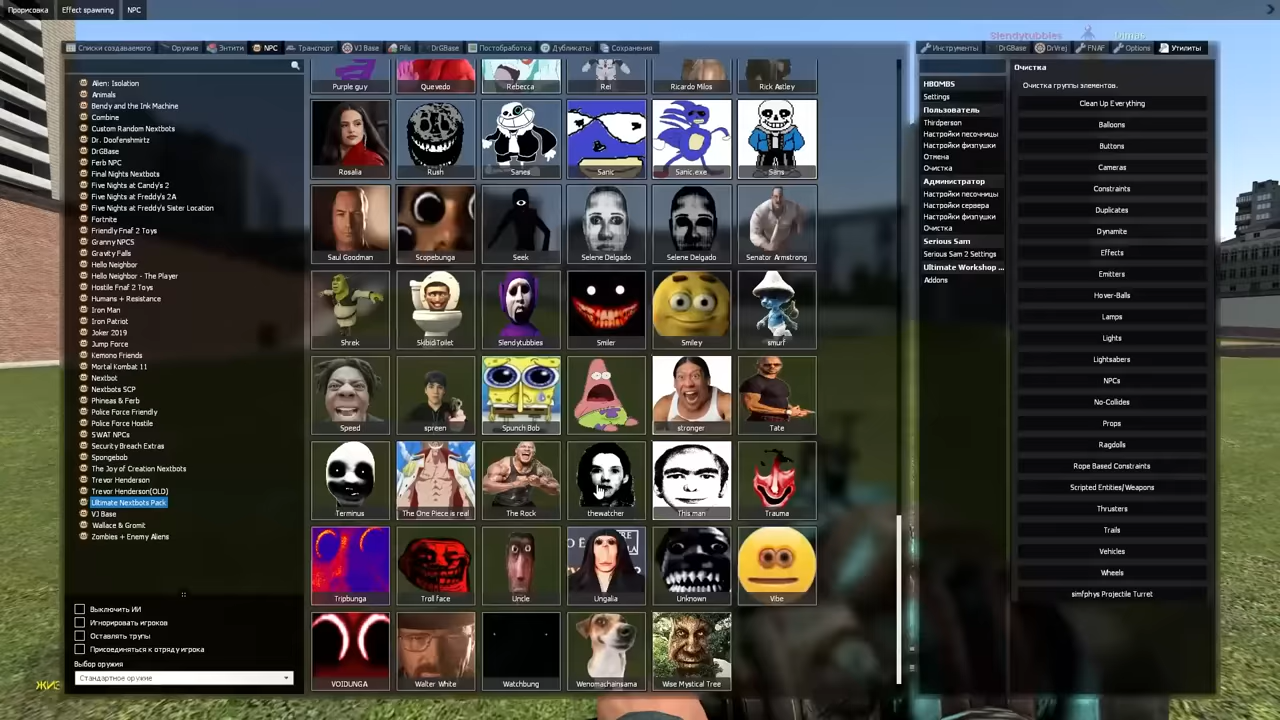 Прорисовка
Effect spawning
NPC
Slendytubbies
Dimas
Списки создаваемого
Оружие
Энтити
NPC
Транспорт
VJ Base
Pills
DrGBase
Постобработка
Дубликаты
Сохранения
Инструменты
DrGBase
DrVrej
FNAF
Options
Утилиты
Alien: Isolation
Animals
Bendy and the Ink Machine
Combine
Custom Random Nextbots
Dr. Doofenshmirtz
DrGBase
Ferb NPC
Final Nights Nextbots
Five Nights at Candy's 2
Five Nights at Freddy's 2A
Five Nights at Freddy's Sister Location
Fortnite
Friendly Fnaf 2 Toys
Granny NPCS
Gravity Falls
Hello Neighbor
Hello Neighbor - The Player
Hostile Fnaf 2 Toys
Humans + Resistance
Iron Man
Iron Patriot
Joker 2019
Jump Force
Kemono Friends
Mortal Kombat 11
Nextbot
Nextbots SCP
Phineas & Ferb
Police Force Friendly
Police Force Hostile
SWAT NPCs
Security Breach Extras
Spongebob
The Joy of Creation Nextbots
Trevor Henderson
Trevor Henderson(OLD)
Ultimate Nextbots Pack
VJ Base
Wallace & Gromit
Zombies + Enemy Aliens
Выключить ИИ
Игнорировать игроков
Оставлять трупы
Присоединяться к отряду игрока
Выбор оружия
Стандартное оружие
Purple guy
Quevedo
Rebecca
Rei
Ricardo Milos
Rick Astley
Rosalia
Rush
Sanes
Sanic
Sanic.exe
Sans
Saul Goodman
Scopebunga
Seek
Selene Delgado
Selene Delgado
Senator Armstrong
Shrek
SkibidiToilet
Slendytubbies
Smiler
Smiley
smurf
Speed
spreen
Spunch Bob
stronger
Tate
Terminus
The One Piece is real
The Rock
thewatcher
This man
Trauma
Tripbunga
Troll Face
Uncle
Ungalia
Unknown
Vibe
VOIDUNGA
Walter White
Watchbung
Wenomachainsama
Wise Mystical Tree
HBOMBS
Settings
Пользователь
Thirdperson
Настройки песочницы
Настройки физпушки
Отмена
Очистка
Администратор
Настройки песочницы
Настройки сервера
Настройки физпушки
Очистка
Serious Sam
Serious Sam 2 Settings
Ultimate Workshop ...
Addons
Очистка
Очистка группы элементов.
Clean Up Everything
Balloons
Buttons
Cameras
Constraints
Duplicates
Dynamite
Effects
Emitters
Hover-Balls
Lamps
Lights
Lightsabers
NPCs
No-Collides
Props
Ragdolls
Rope Based Constraints
Scripted Entities/Weapons
Thrusters
Trails
Vehicles
Wheels
simfphys Projectile Turret